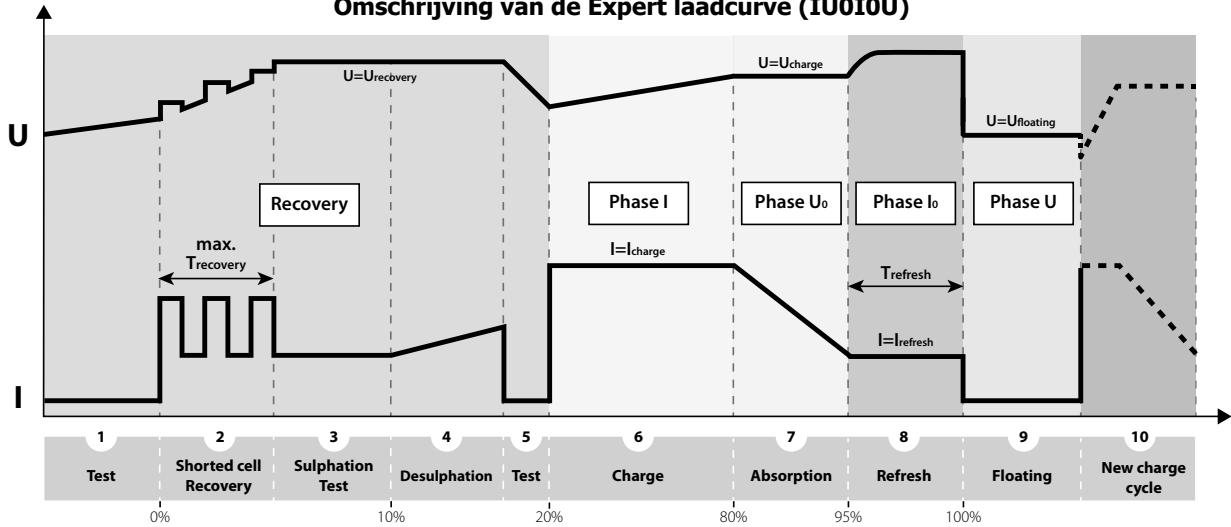 Omschrijving van de Expert laadcurve (IU0I0U)
U=Urecovery
U=Ucharge
U=Ufloating
U
Recovery
Phase I
Phase U0
Phase I0
Phase U
max.
Trecovery
I=Icharge
Trefresh
I=Irefresh
I
1
2
3
4
5
6
7
8
9
10
Test
Shorted cell
Recovery
Sulphation
Test
Desulphation
Test
Charge
Absorption
Refresh
Floating
New charge
cycle
0%
10%
20%
80%
95%
100%